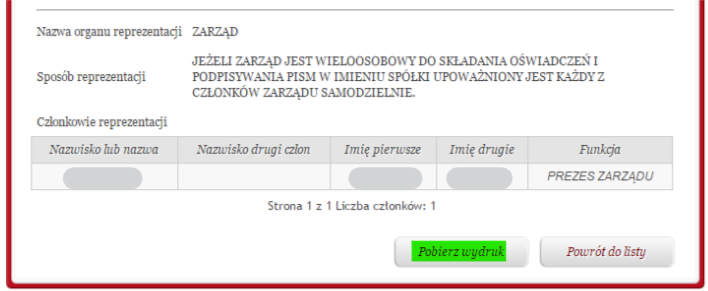 Nazwa organu reprezentacji ZARZĄD
Sposób reprezentacji
JEŻELI ZARZĄD JEST WIELOOSOBOWY DO SKŁADANIA OŚWIADCZEŃ I
PODPISYWANIA PISM W IMIENIU SPÓŁKI UPOWAŻNIONY JEST KAŻDY Z
CZŁONKÓW ZARZĄDU SAMODZIELNIE.
Członkowie reprezentacji
Nazwisko lub nazwa Nazwisko drugi człon Imię pierwsze Imię drugie Funkcja
PREZES ZARZĄDU
Strona 1 z 1 Liczba członków: 1
Pobierz wydruk Powrót do listy